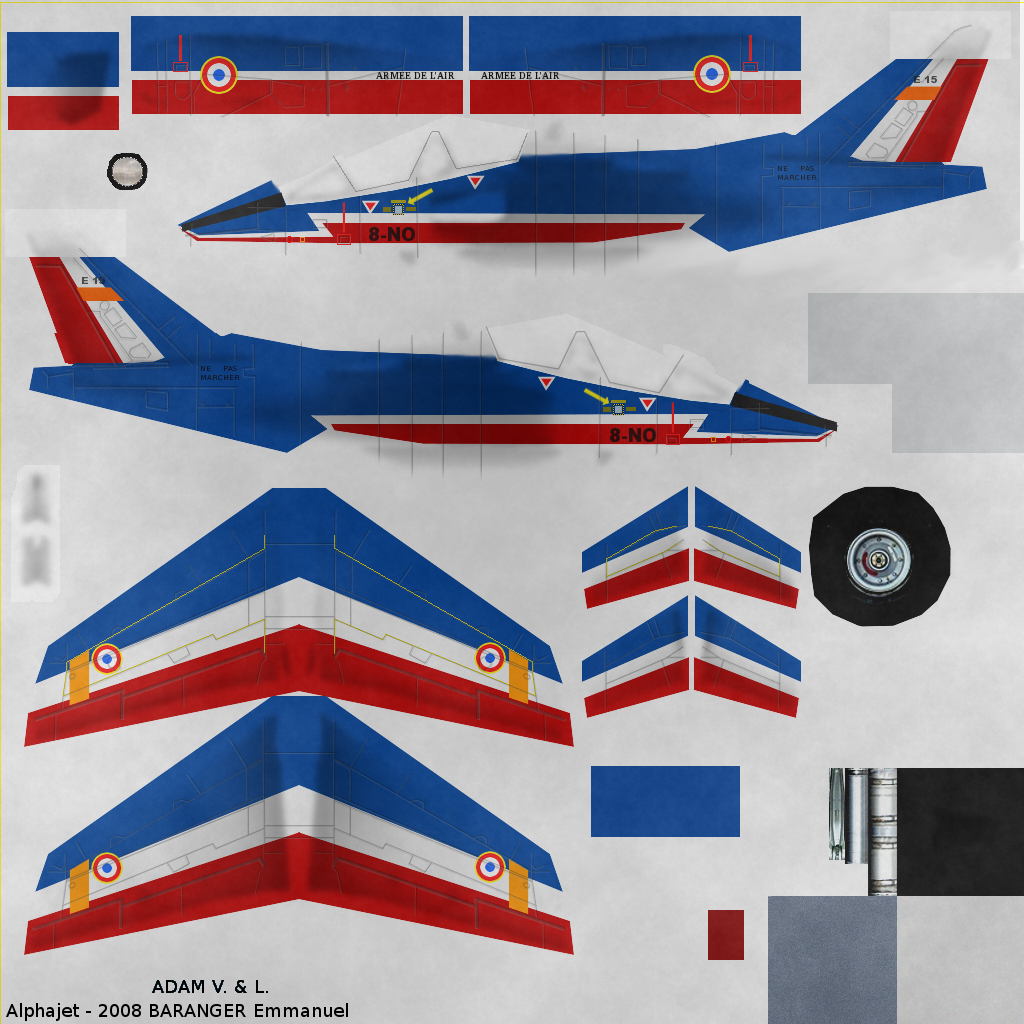 ARMEE DE L'AIR
ARMEE DE L'AIR
E 15
NE PAS
MARCHER
8-NO
E 15
NE PAS
MARCHER
8-NO
ADAM V. & L.
Alphajet - 2008 BARANGER Emmanuel